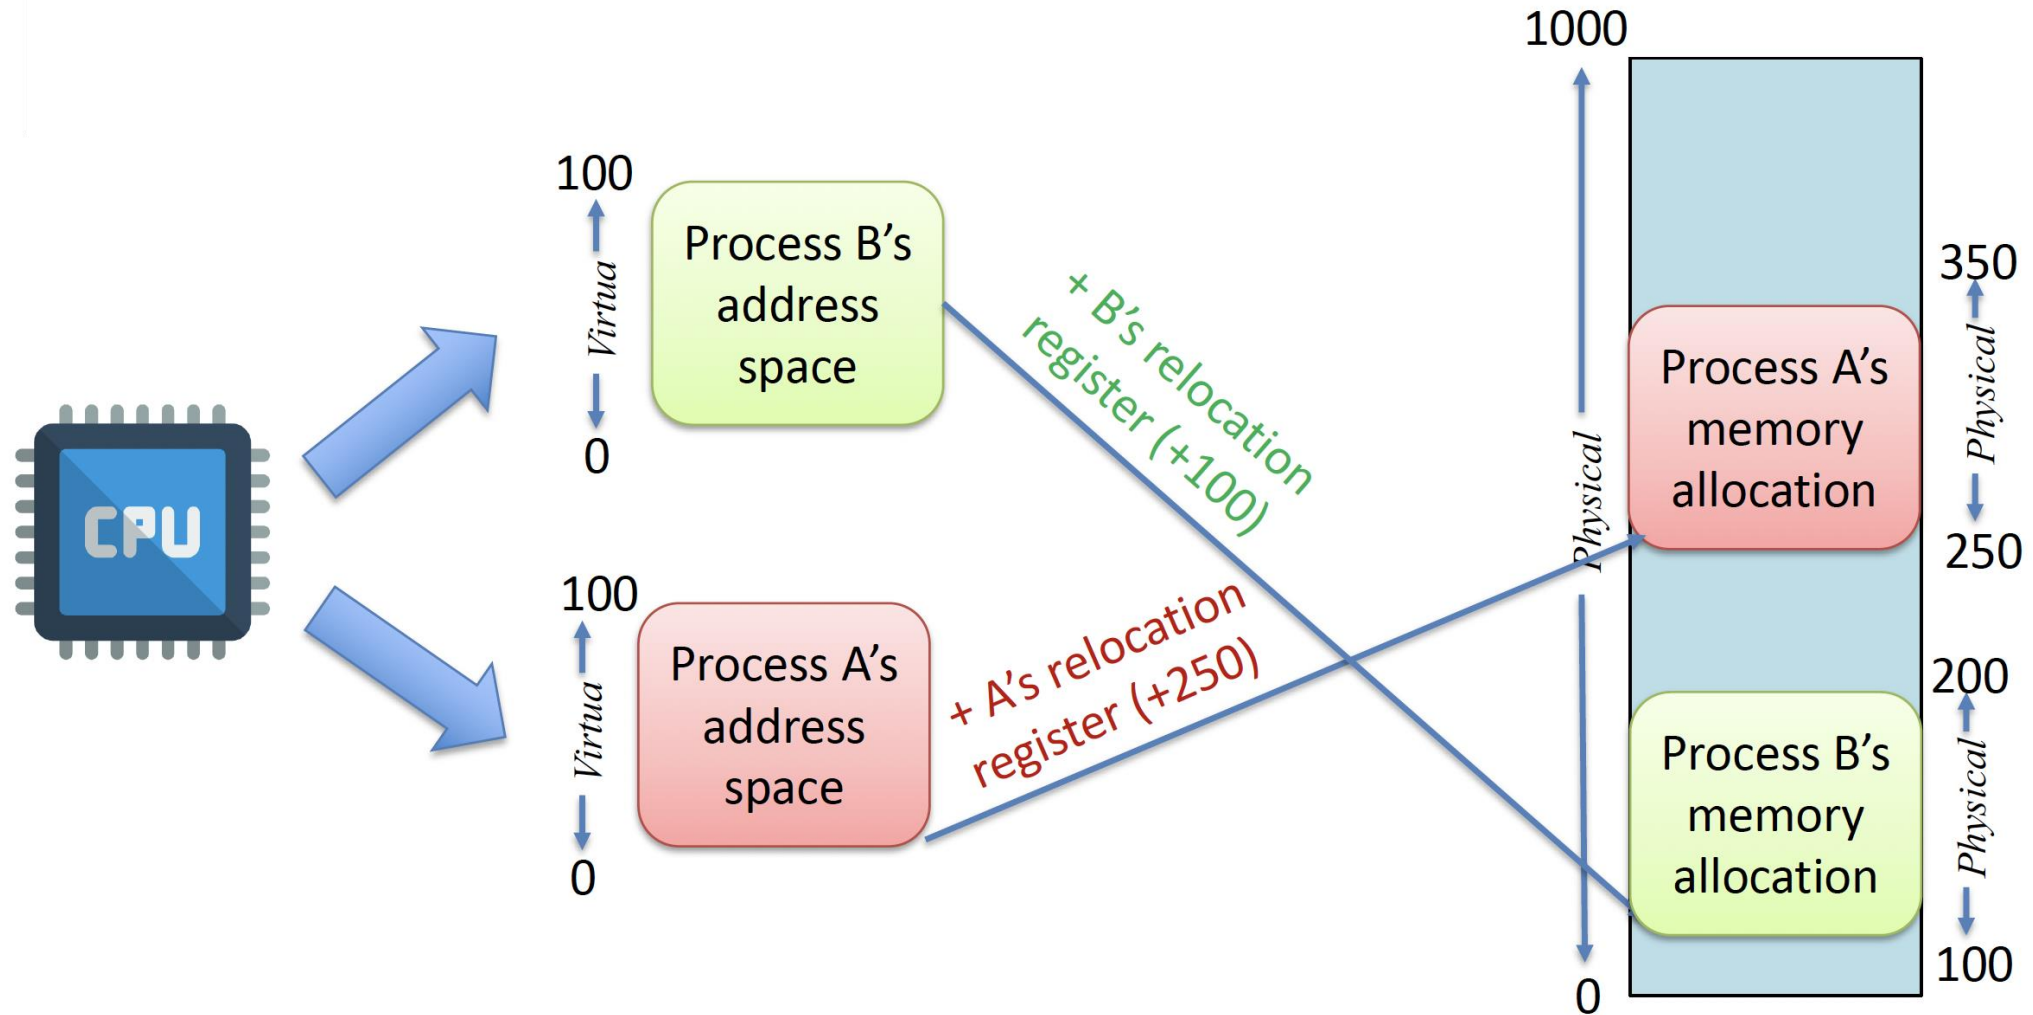 1000
100
Virtua
0
Process B's
address
space
+ B's relocation
register (+100)
350
Physical
250
Process A's
memory
allocation
Physical
CPU
100
Virtua
0
Process A's
address
space
+ A's relocation
register (+250)
200
Physical
100
Process B's
memory
allocation
0